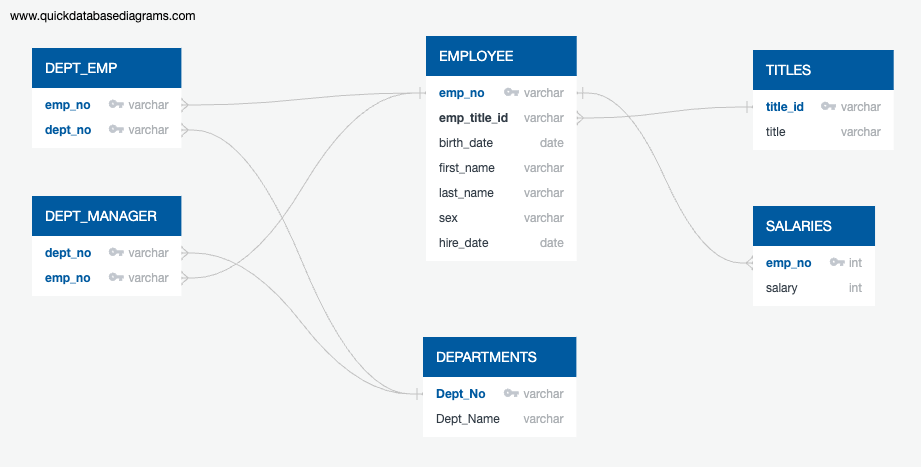 www.quickdatabasediagrams.com
DEPT_EMP
emp_no varchar
dept_no varchar
DEPT_MANAGER
dept_no varchar
emp_no varchar
EMPLOYEE
emp_no varchar
emp_title_id varchar
birth_date date
first_name varchar
last_name varchar
sex varchar
hire_date date
DEPARTMENTS
Dept_No varchar
Dept_Name varchar
TITLES
title_id varchar
title varchar
SALARIES
emp_no int
salary int